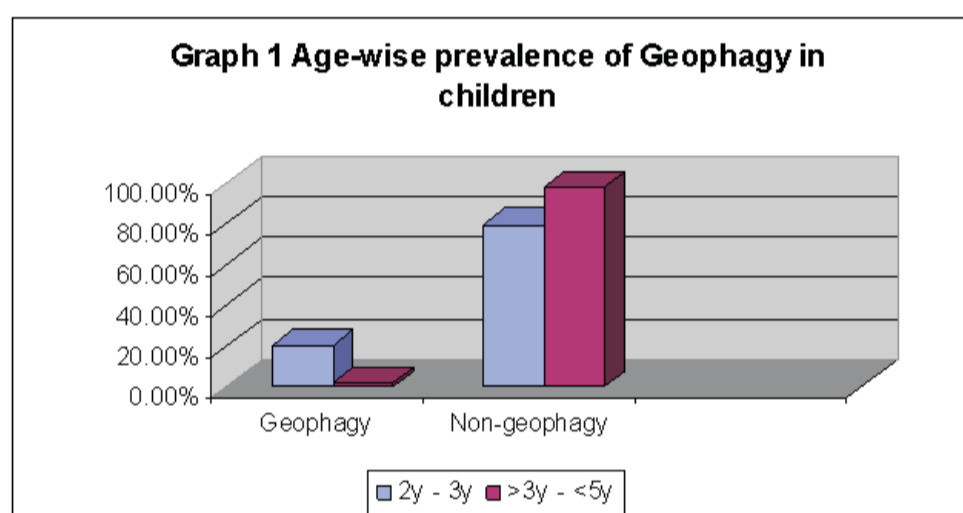 Graph 1 Age-wise prevalence of Geophagy in
children
100.00%
80.00%
60.00%
40.00%
20.00%
0.00%
Geophagy Non-geophagy
2y - 3y >3y - <5y